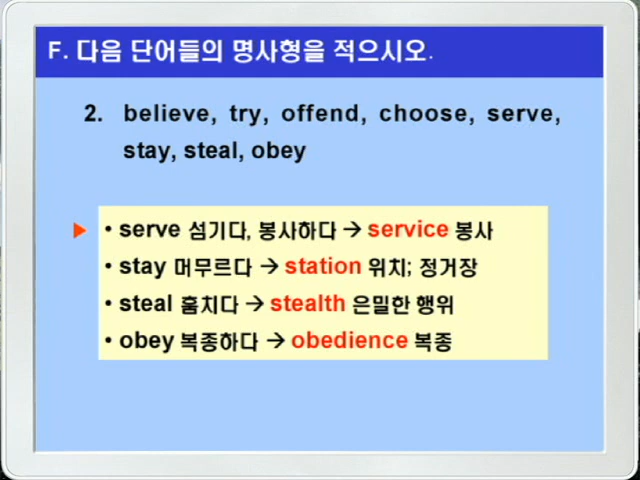 F. 다음 단어들의 명사형을 적으시오.
2. believe, try, offend, choose, serve,
stay, steal, obey
• serve 섬기다, 봉사하다 → service 봉사
• stay 머무르다 → station 위치; 정거장
• steal 훔치다 → stealth 은밀한 행위
• obey 복종하다 → obedience 복종